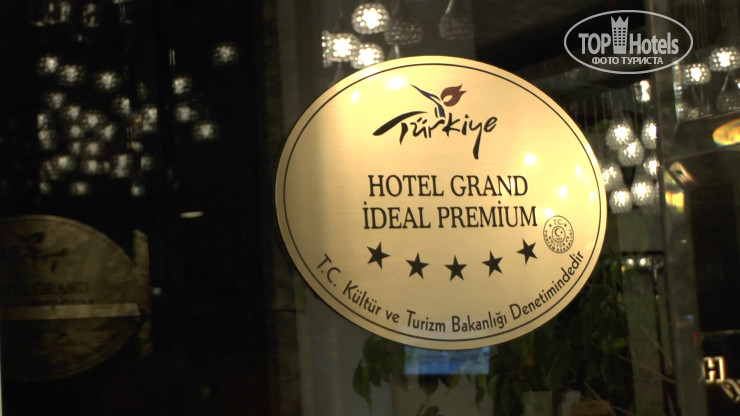 TOP Hotels
ФОТО ТУРИСТА
Türkiye
HOTEL GRAND
İDEAL PREMIUM
T.C. Kültür ve Turizm Bakanlığı Denetimindedir